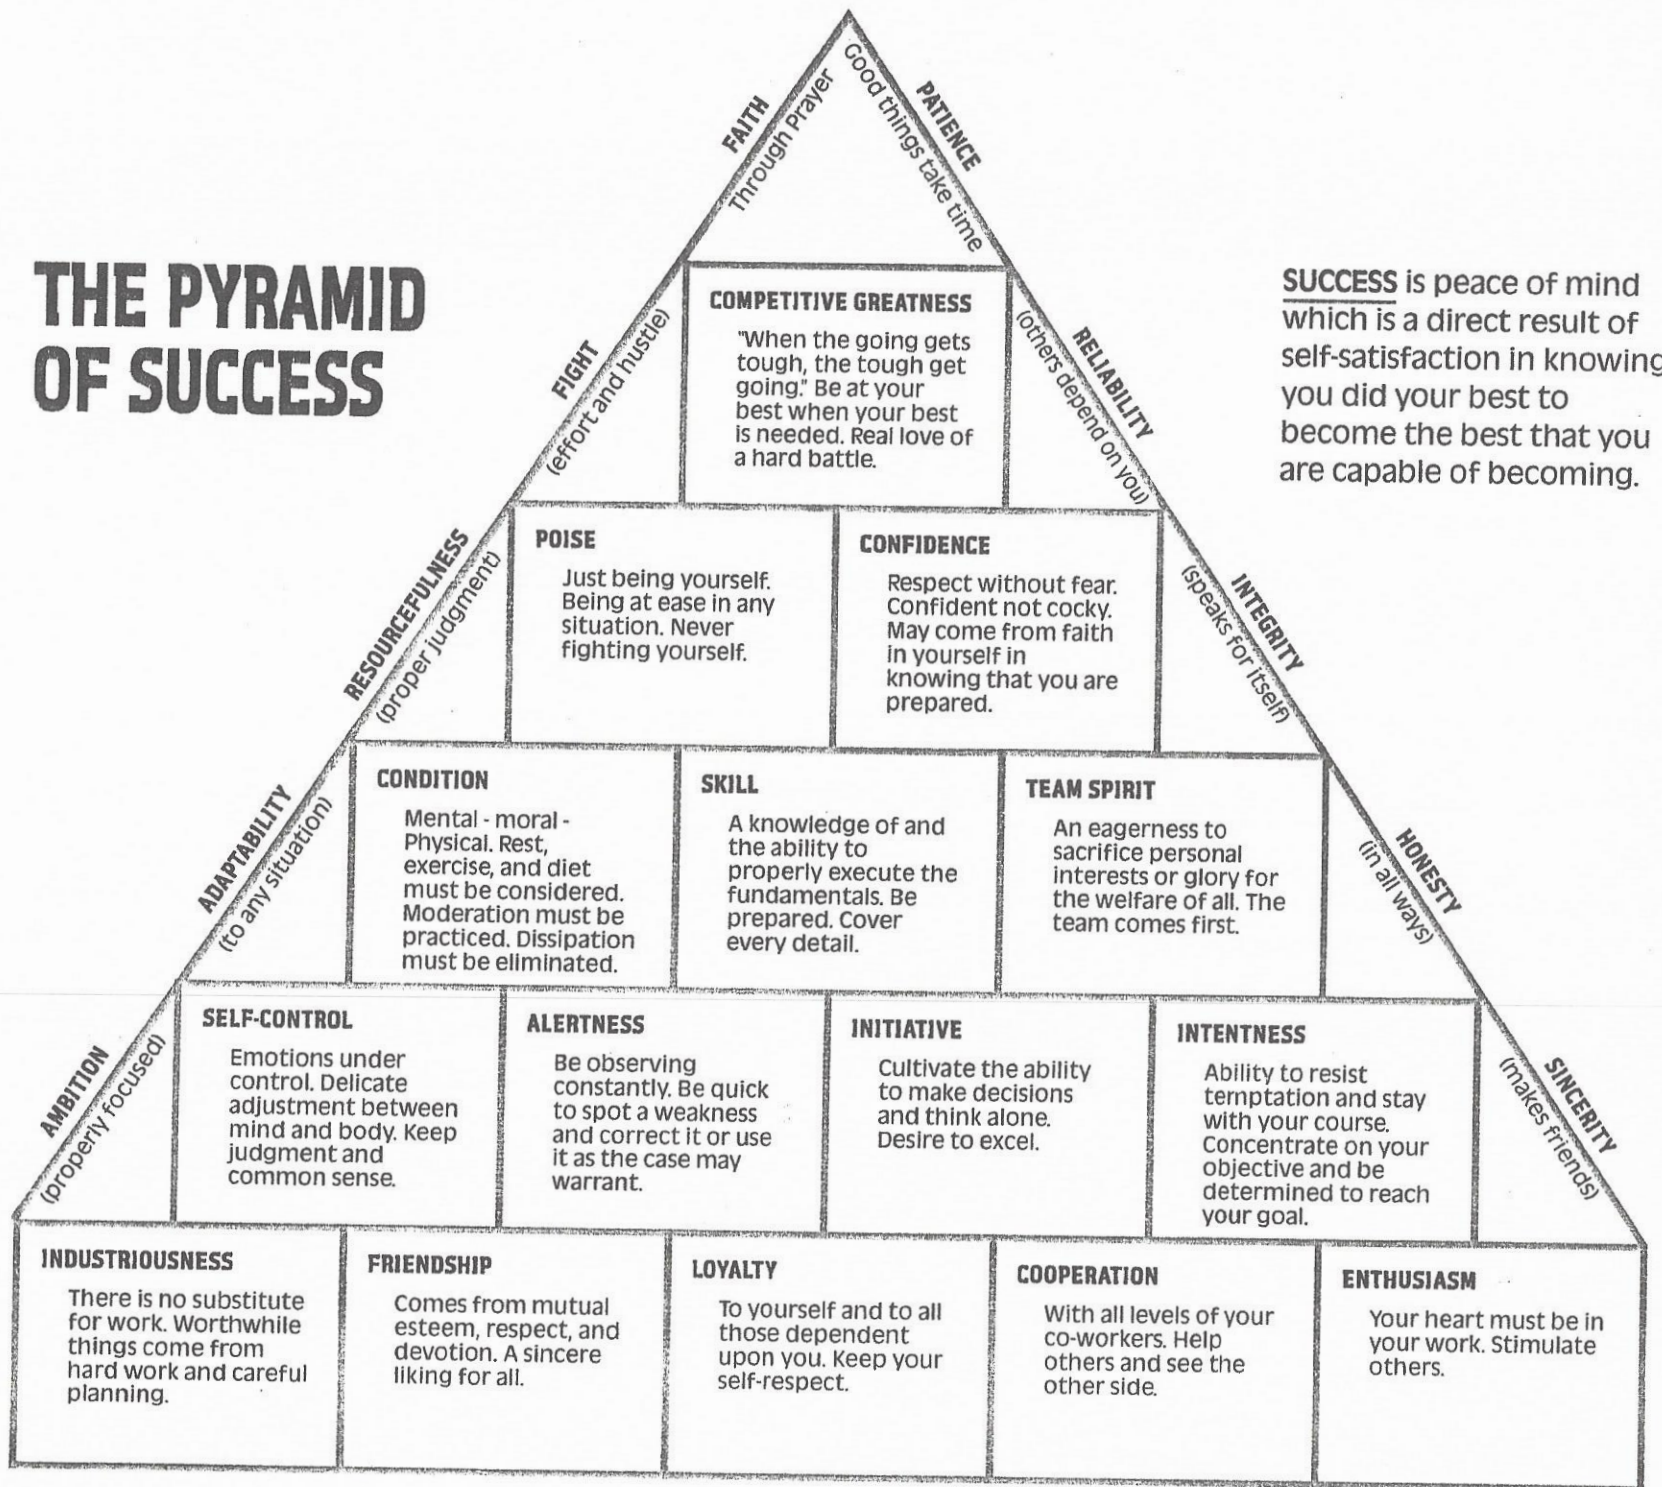 FAITH
Through Prayer
PATIENCE
Good things take time
THE PYRAMID
OF SUCCESS
SUCCESS is peace of mind
which is a direct result of
self-satisfaction in knowing
you did your best to
become the best that you
are capable of becoming.
FIGHT
(effort and hustle)
COMPETITIVE GREATNESS
"When the going gets
tough, the tough get
going." Be at your
best when your best
is needed. Real love of
a hard battle.
RELIABILITY
(others depend on you)
RESOURCEFULNESS
(proper judgment)
POISE
Just being yourself.
Being at ease in any
situation. Never
fighting yourself.
CONFIDENCE
Respect without fear.
Confident not cocky.
May come from faith
in yourself in
knowing that you are
prepared.
INTEGRITY
(speaks for itself)
ADAPTABILITY
(to any situation)
CONDITION
Mental - moral -
Physical. Rest,
exercise, and diet
must be considered.
Moderation must be
practiced. Dissipation
must be eliminated.
SKILL
A knowledge of and
the ability to
properly execute the
fundamentals. Be
prepared. Cover
every detail.
TEAM SPIRIT
An eagerness to
sacrifice personal
interests or glory for
the welfare of all. The
team comes first.
HONESTY
(in all ways)
AMBITION
(properly focused)
SELF-CONTROL
Emotions under
control. Delicate
adjustment between
mind and body. Keep
judgment and
common sense.
ALERTNESS
Be observing
constantly. Be quick
to spot a weakness
and correct it or use
it as the case may
warrant.
INITIATIVE
Cultivate the ability
to make decisions
and think alone.
Desire to excel.
INTENTNESS
Ability to resist
temptation and stay
with your course.
Concentrate on your
objective and be
determined to reach
your goal.
SINCERITY
(makes friends)
INDUSTRIOUSNESS
There is no substitute
for work. Worthwhile
things come from
hard work and careful
planning.
FRIENDSHIP
Comes from mutual
esteem, respect, and
devotion. A sincere
liking for all.
LOYALTY
To yourself and to all
those dependent
upon you. Keep your
self-respect.
COOPERATION
With all levels of your
co-workers. Help
others and see the
other side.
ENTHUSIASM
Your heart must be in
your work. Stimulate
others.